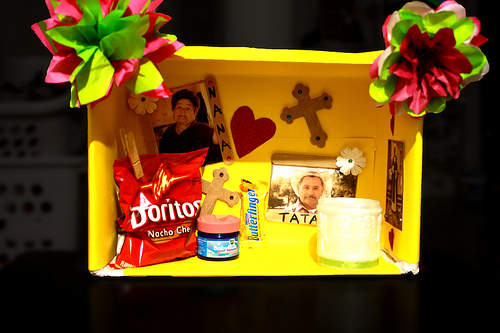 NANA
Doritos
Nacho Che
Butterfinger
TATA